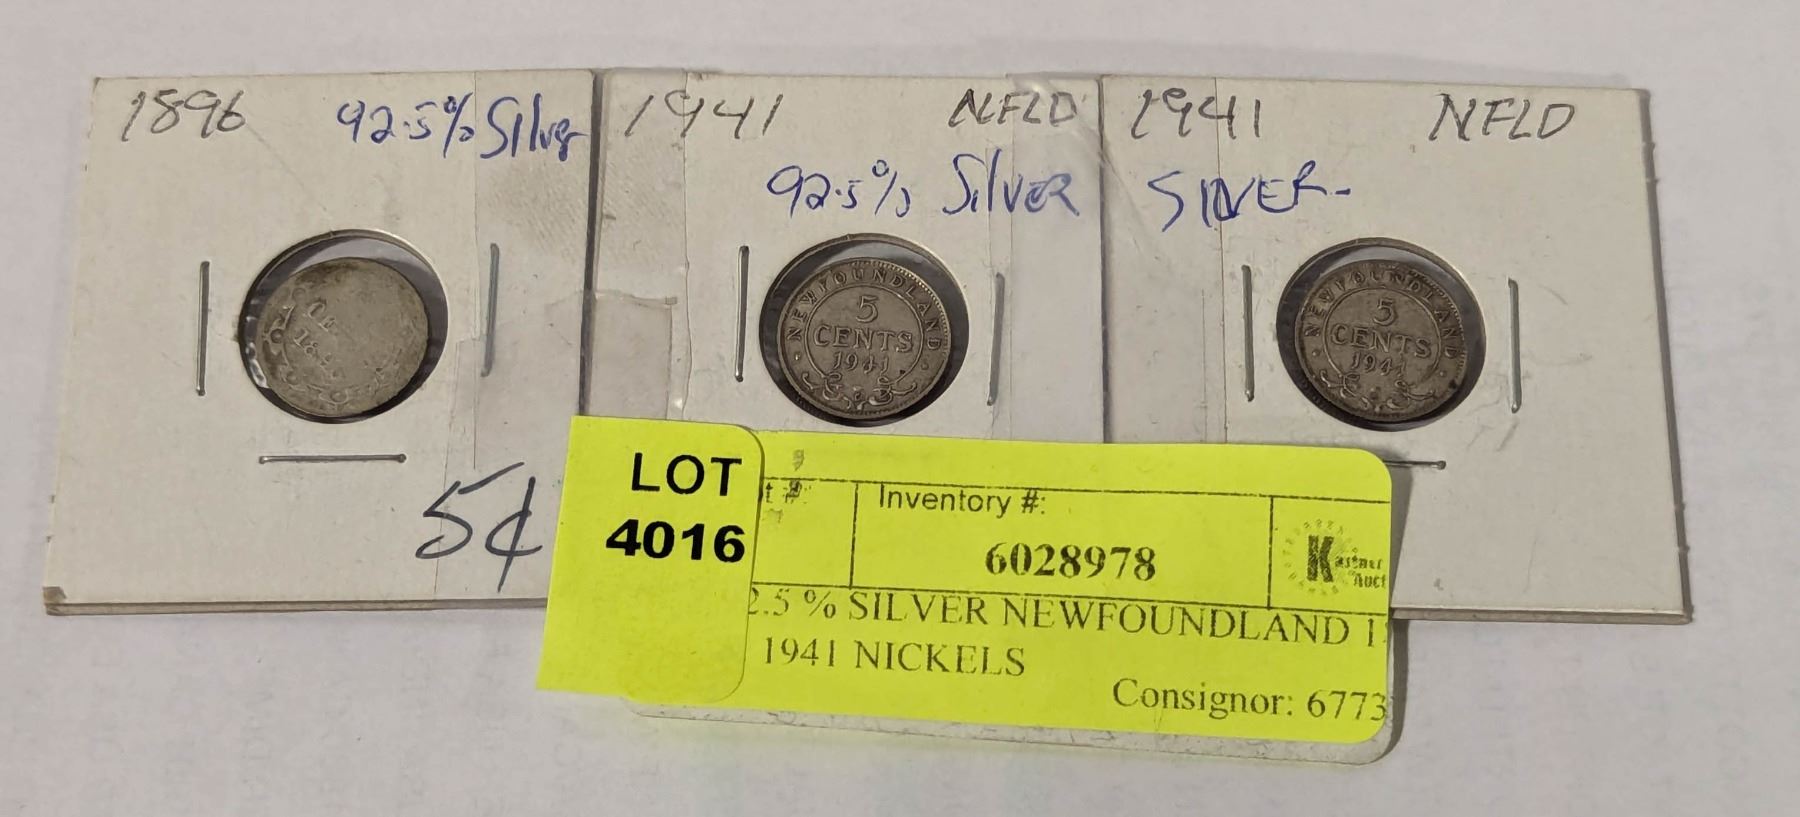 1896
92.5% Silver
5¢
1941 NFLD
92.5% SilVER
NEWFOUNDLAND
5
CENTS
1941
1941 NFLD
SILVER-
NEWFOUNDLAND
5
CENTS
1941
LOT
4016
Inventory #:
6028978
2.5 % SILVER NEWFOUNDLAND
1941 NICKELS
Consignor: 6773